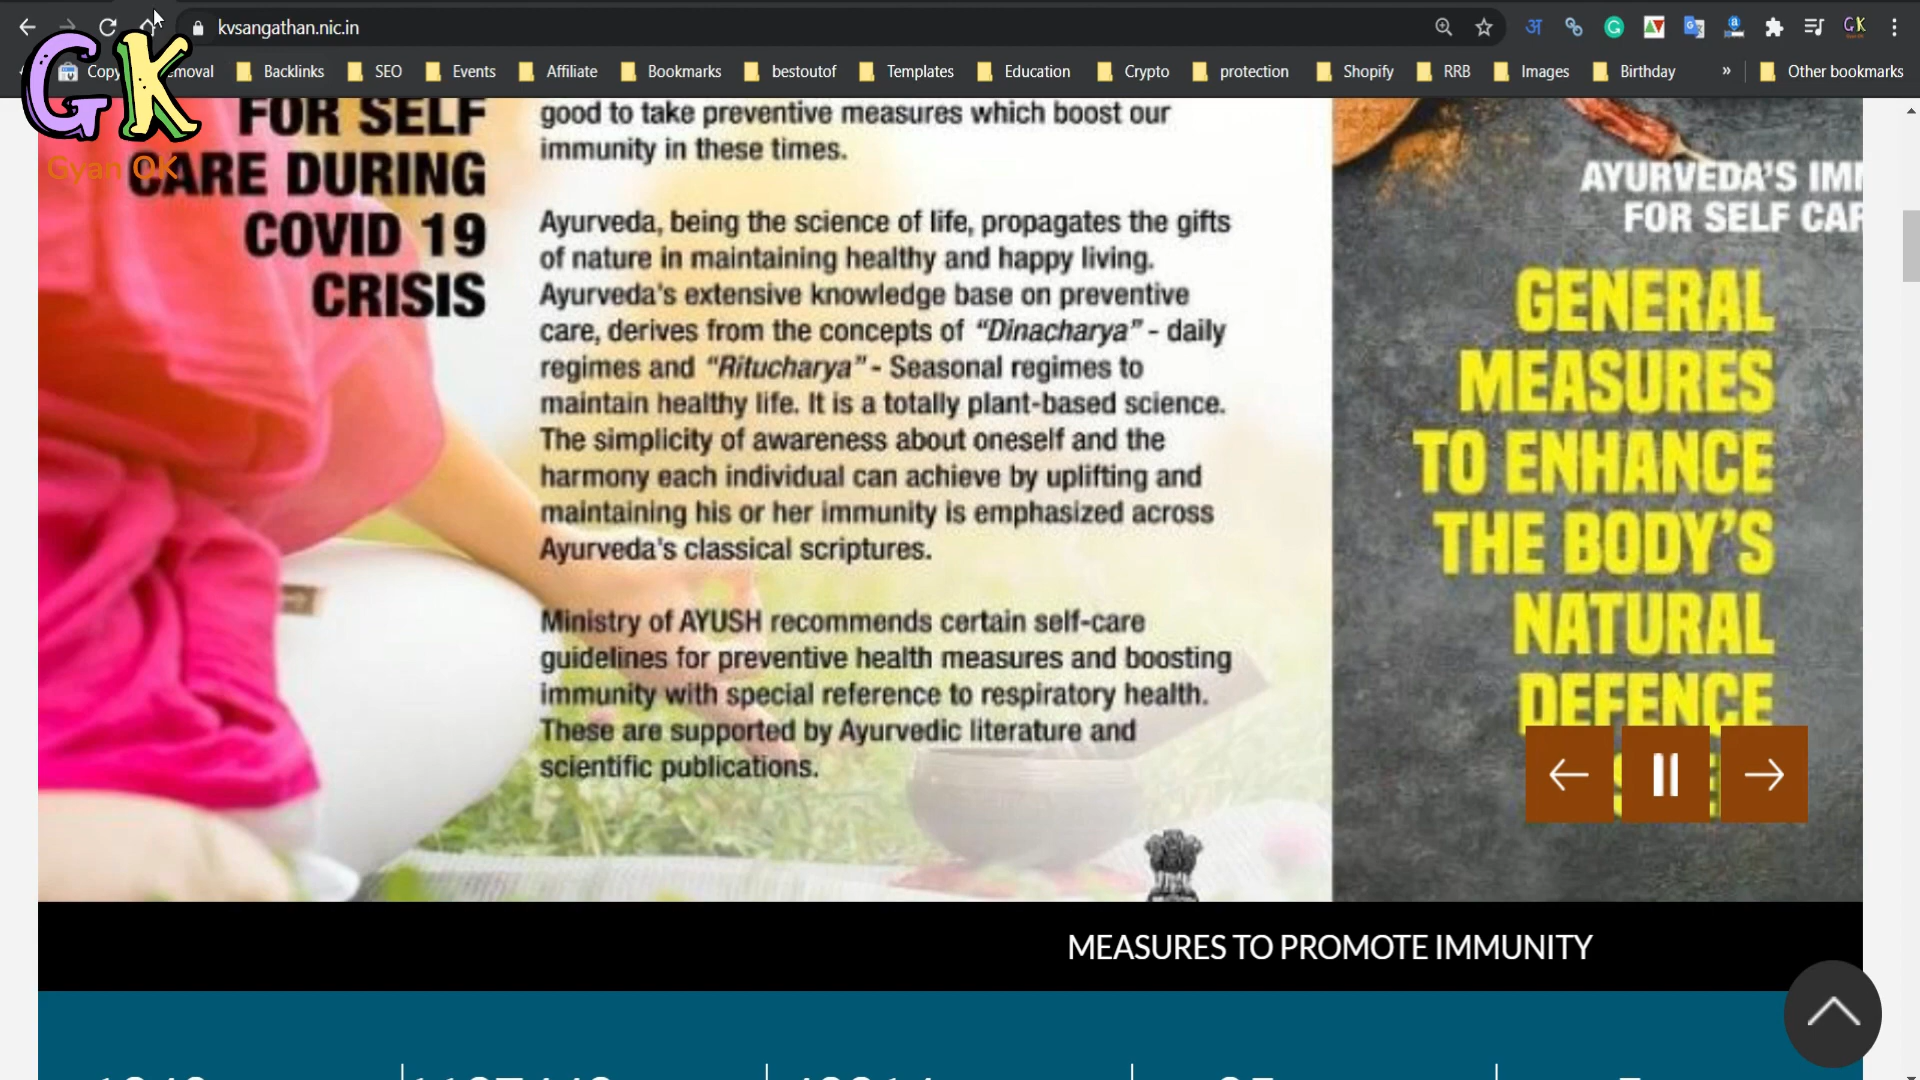 kvsangathan.nic.in
GK
Gyan GK
Copy
emoval
Backlinks
SEO
Events
Affiliate
Bookmarks
bestoutof
Templates
Education
Crypto
protection
Shopify
RRB
Images
Birthday
»
Other bookmarks
FOR SELF
CARE DURING
COVID 19
CRISIS
good to take preventive measures which boost our
immunity in these times.
Ayurveda, being the science of life, propagates the gifts
of nature in maintaining healthy and happy living.
Ayurveda's extensive knowledge base on preventive
care, derives from the concepts of “Dinacharya” - daily
regimes and “Ritucharya” - Seasonal regimes to
maintain healthy life. It is a totally plant-based science.
The simplicity of awareness about oneself and the
harmony each individual can achieve by uplifting and
maintaining his or her immunity is emphasized across
Ayurveda's classical scriptures.
Ministry of AYUSH recommends certain self-care
guidelines for preventive health measures and boosting
immunity with special reference to respiratory health.
These are supported by Ayurvedic literature and
scientific publications.
AYURVEDA'S IM
FOR SELF CAR
GENERAL
MEASURES
TO ENHANCE
THE BODY'S
NATURAL
DEFENCE
MEASURES TO PROMOTE IMMUNITY